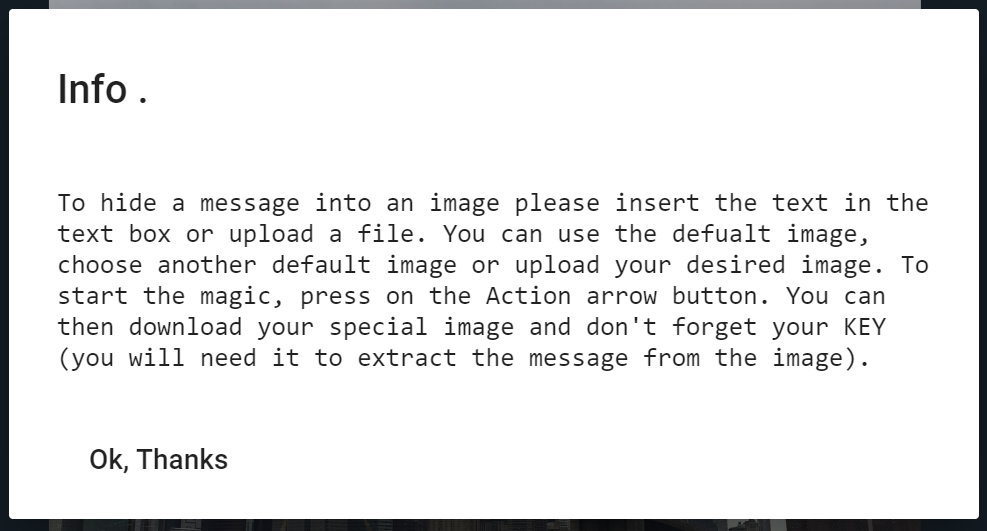 Info .
To hide a message into an image please insert the text in the
text box or upload a file. You can use the defualt image,
choose another default image or upload your desired image. To
start the magic, press on the Action arrow button. You can
then download your special image and don't forget your KEY
(you will need it to extract the message from the image).
Ok, Thanks